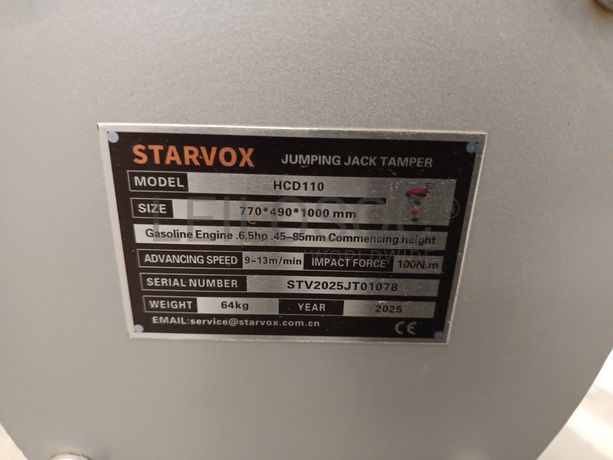 STARVOX JUMPING JACK TAMPER
MODEL HCD110
SIZE 770*490*1000 mm
Gasoline Engine .6.5hp .45-85mm Commencing height
ADVANCING SPEED 9-13m/min IMPACT FORCE 100N.m
SERIAL NUMBER STV2025JT01078
WEIGHT 64kg YEAR 2025
EMAIL:service@starvox.com.cn CE
LEILOSOC ®
WORLDWIDE